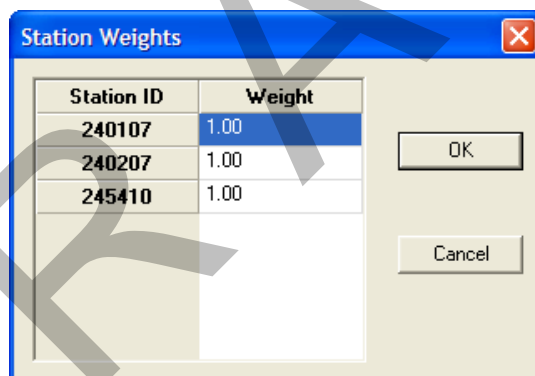 Station Weights
Station ID Weight
240107 1.00
240207 1.00
245410 1.00
OK
Cancel